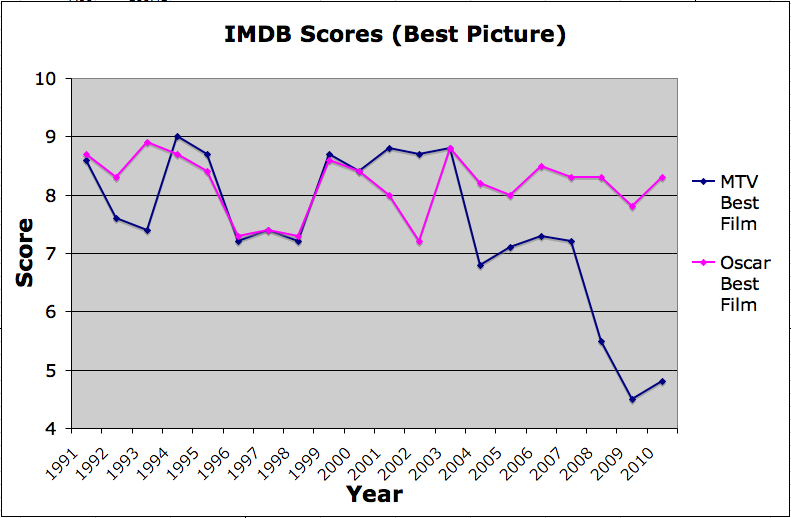 IMDB Scores (Best Picture)
10
9
8
7
6
5
4
Score
1991 1992 1993 1994 1995 1996 1997 1998 1999 2000 2001 2002 2003 2004 2005 2006 2007 2008 2009 2010
Year
MTV
Best
Film
Oscar
Best
Film